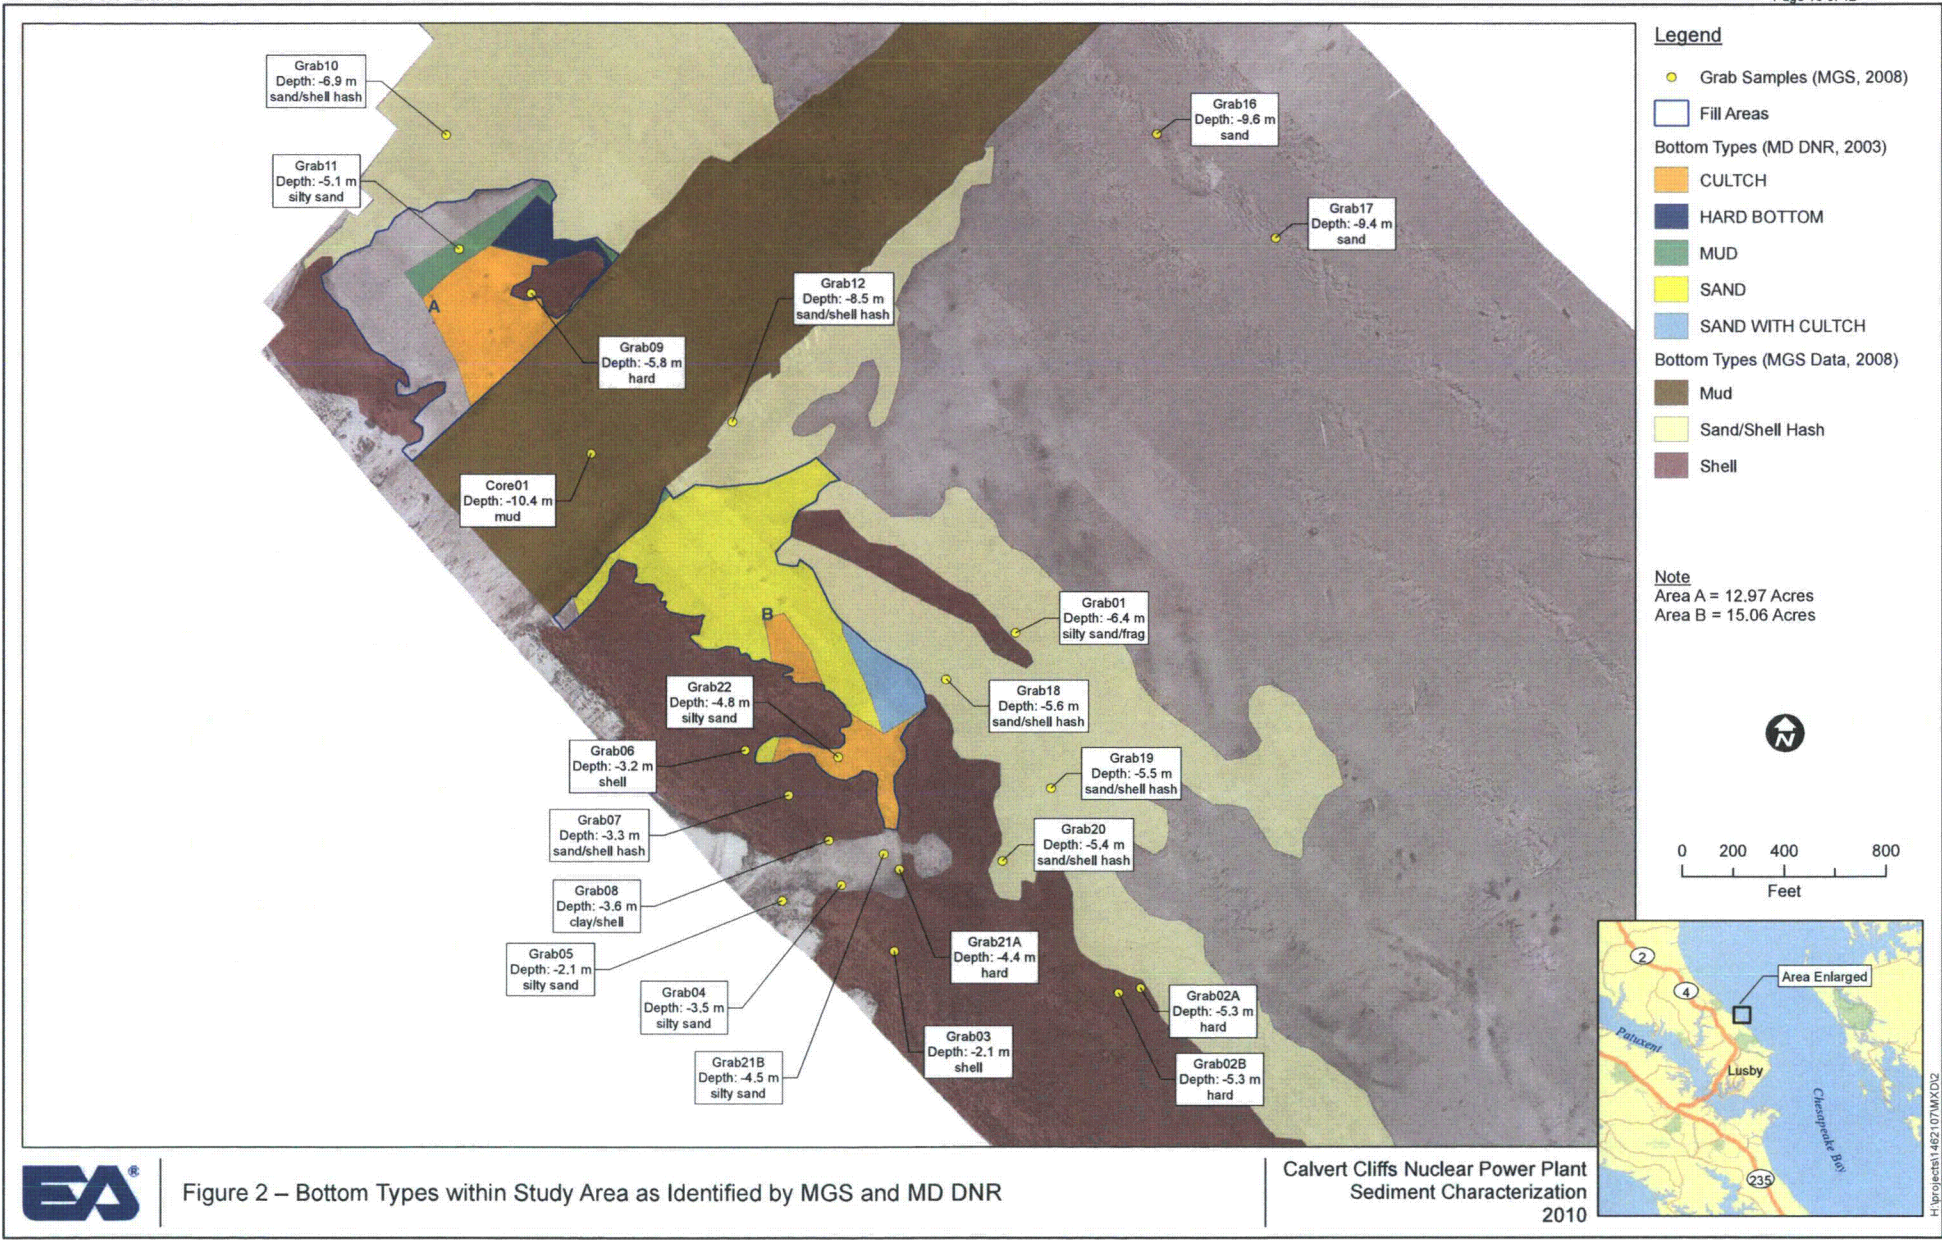 Legend
Grab Samples (MGS, 2008)
Fill Areas
Bottom Types (MD DNR, 2003)
CULTCH
HARD BOTTOM
MUD
SAND
SAND WITH CULTCH
Bottom Types (MGS Data, 2008)
Mud
Sand/Shell Hash
Shell
Note
Area A = 12.97 Acres
Area B = 15.06 Acres
N
0 200 400 800
Feet
Grab10
Depth: -6.9 m
sand/shell hash
Grab11
Depth: -5.1 m
silty sand
Grab16
Depth: -9.6 m
sand
Grab17
Depth: -9.4 m
sand
Grab12
Depth: -8.5 m
sand/shell hash
A
Grab09
Depth: -5.8 m
hard
Core01
Depth: -10.4 m
mud
B
Grab01
Depth: -6.4 m
silty sand/frag
Grab22
Depth: -4.8 m
silty sand
Grab18
Depth: -5.6 m
sand/shell hash
Grab06
Depth: -3.2 m
shell
Grab19
Depth: -5.5 m
sand/shell hash
Grab07
Depth: -3.3 m
sand/shell hash
Grab20
Depth: -5.4 m
sand/shell hash
Grab08
Depth: -3.6 m
clay/shell
Grab05
Depth: -2.1 m
silty sand
Grab21A
Depth: -4.4 m
hard
Grab04
Depth: -3.5 m
silty sand
Grab02A
Depth: -5.3 m
hard
Grab03
Depth: -2.1 m
shell
Grab21B
Depth: -4.5 m
silty sand
Grab02B
Depth: -5.3 m
hard
2
4
Area Enlarged
Patuxent
Lusby
Chesapeake Bay
235
H:\projects\1462107\MXD\2
EA®
Figure 2 – Bottom Types within Study Area as Identified by MGS and MD DNR
Calvert Cliffs Nuclear Power Plant
Sediment Characterization
2010